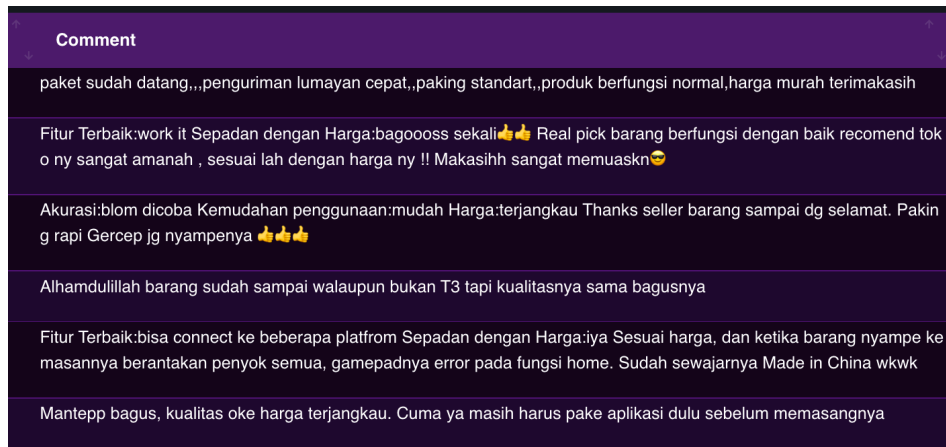 Comment
paket sudah datang,,,penguriman lumayan cepat,,paking standart,,produk berfungsi normal,harga murah terimakasih
Fitur Terbaik:work it Sepadan dengan Harga:bagoooss sekali👍👍 Real pick barang berfungsi dengan baik recomend tok
o ny sangat amanah , sesuai lah dengan harga ny !! Makasihh sangat memuaskn😎
Akurasi:blom dicoba Kemudahan penggunaan:mudah Harga:terjangkau Thanks seller barang sampai dg selamat. Pakin
g rapi Gercep jg nyampenya 👍👍👍
Alhamdulillah barang sudah sampai walaupun bukan T3 tapi kualitasnya sama bagusnya
Fitur Terbaik:bisa connect ke beberapa platfrom Sepadan dengan Harga:iya Sesuai harga, dan ketika barang nyampe ke
masannya berantakan penyok semua, gamepadnya error pada fungsi home. Sudah sewajarnya Made in China wkwk
Mantepp bagus, kualitas oke harga terjangkau. Cuma ya masih harus pake aplikasi dulu sebelum memasangnya